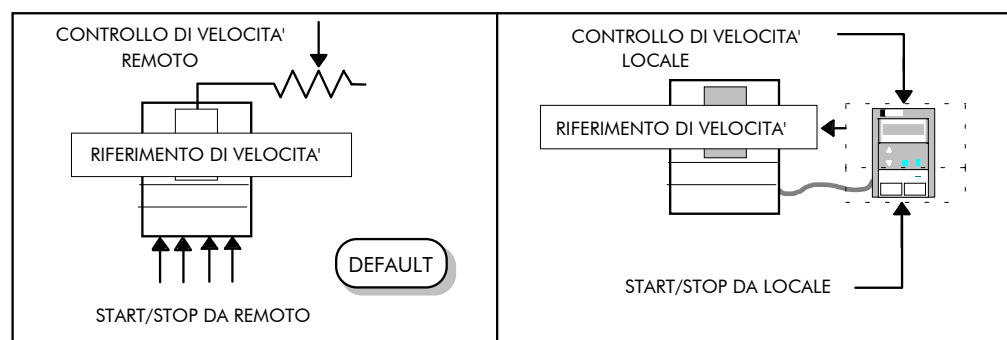 CONTROLLO DI VELOCITA'
REMOTO
RIFERIMENTO DI VELOCITA'
DEFAULT
START/STOP DA REMOTO
CONTROLLO DI VELOCITA'
LOCALE
RIFERIMENTO DI VELOCITA'
START/STOP DA LOCALE